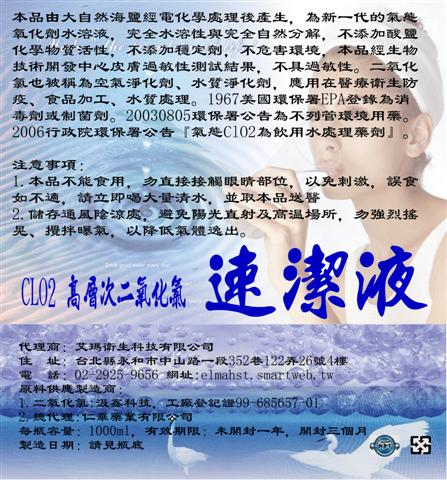 本品由大自然海鹽經電化學處理後產生，為新一代的氣態
氧化劑水溶液，完全水溶性與完全自然分解，不添加酸鹽
化學物質活性，不添加穩定劑，不危害環境，本品經生物
技術開發中心皮膚過敏性測試結果，不具過敏性。二氧化
氯也被稱為空氣淨化劑、水質淨化劑，應用在醫療衛生防
疫、食品加工、水質處理。1967美國環保署EPA登錄為消
毒劑或制菌劑。20030805環保署公告為不列管環境用藥。
2006行政院環保署公告『氣態ClO2為飲用水處理藥劑』。
注意事項：
1.本品不能食用，勿直接接觸眼睛部位，以免刺激，誤食
如不適，請立即喝大量清水，並取本品送醫
2.儲存通風陰涼處，避免陽光直射及高溫場所，勿強烈搖
晃、攪拌曝氣，以降低氣體逸出。
CLO2 高層次二氧化氯 速潔液
代理商：艾瑪衛生科技有限公司
住　址：台北縣永和市中山路一段352巷122弄26號4樓
電　話：02-2925-9656 網址:elmahst.smartweb.tw
原料供應製造商：
1.二氧化氯:汲鑫科技，工廠登記證99-685657-01
2.總代理:仁華藥業有限公司
每瓶容量：1000ml，有效期限：未開封一年，開封三個月
製造日期：請見瓶底